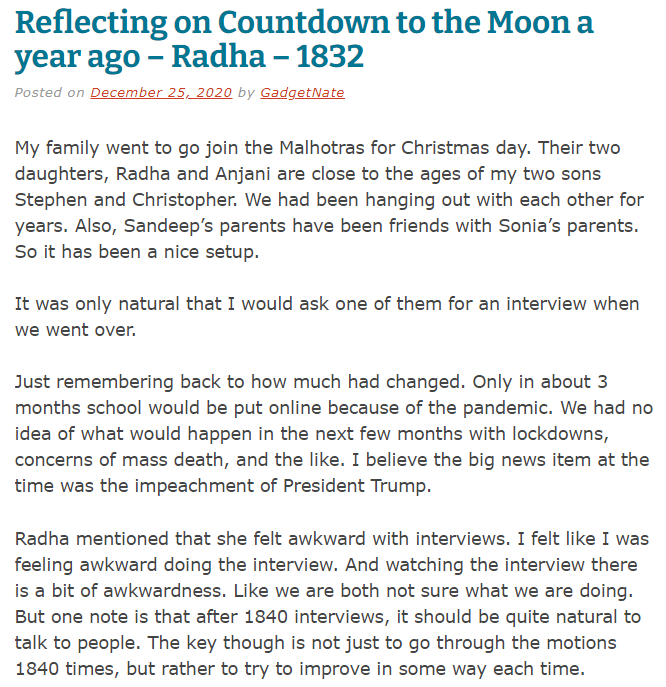 Reflecting on Countdown to the Moon a
year ago – Radha – 1832
Posted on December 25, 2020 by GadgetNate
My family went to go join the Malhotras for Christmas day. Their two
daughters, Radha and Anjani are close to the ages of my two sons
Stephen and Christopher. We had been hanging out with each other for
years. Also, Sandeep’s parents have been friends with Sonia’s parents.
So it has been a nice setup.
It was only natural that I would ask one of them for an interview when
we went over.
Just remembering back to how much had changed. Only in about 3
months school would be put online because of the pandemic. We had no
idea of what would happen in the next few months with lockdowns,
concerns of mass death, and the like. I believe the big news item at the
time was the impeachment of President Trump.
Radha mentioned that she felt awkward with interviews. I felt like I was
feeling awkward doing the interview. And watching the interview there
is a bit of awkwardness. Like we are both not sure what we are doing.
But one note is that after 1840 interviews, it should be quite natural to
talk to people. The key though is not just to go through the motions
1840 times, but rather to try to improve in some way each time.